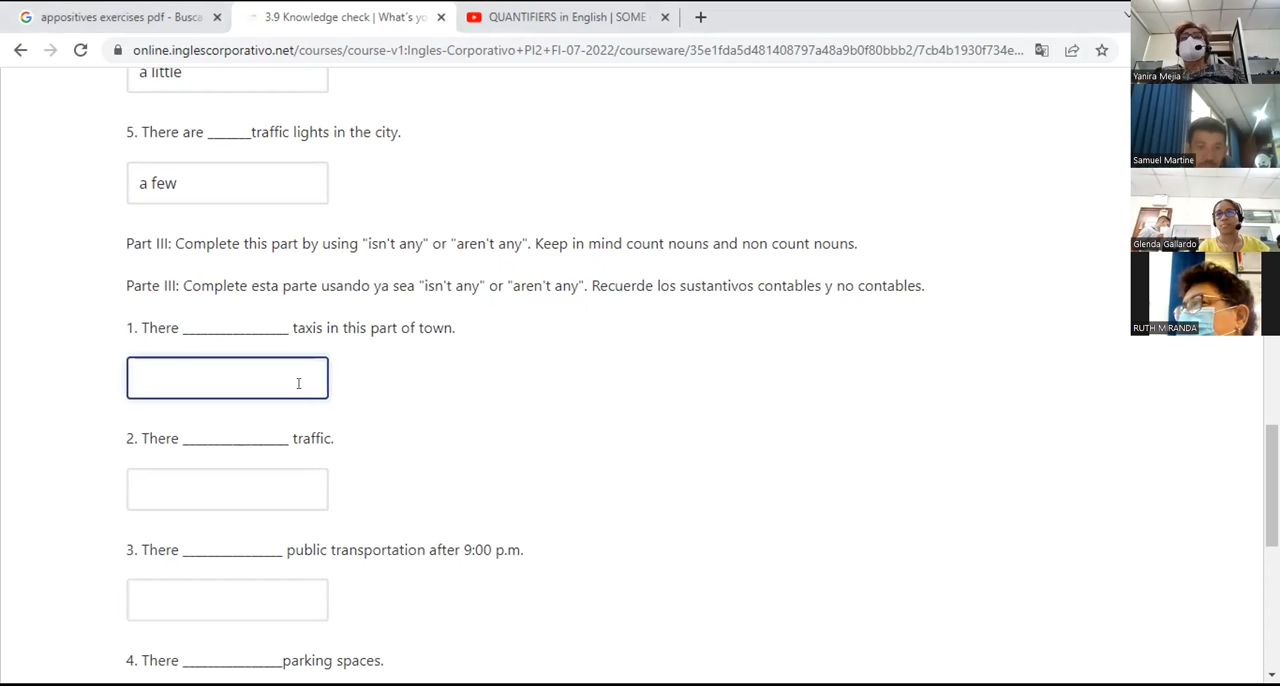 appositives exercises pdf - Busca
3.9 Knowledge check | What's yo
QUANTIFIERS in English | SOME
online.inglescorporativo.net/courses/course-v1:Ingles-Corporativo+PI2+FI-07-2022/courseware/35e1fda5d481408797a48a9b0f80bbb2/7cb4b1930f734e...
a little
5. There are ______traffic lights in the city.
a few
Part III: Complete this part by using "isn't any" or "aren't any". Keep in mind count nouns and non count nouns.
Parte III: Complete esta parte usando ya sea "isn't any" or "aren't any". Recuerde los sustantivos contables y no contables.
1. There _______________ taxis in this part of town.
2. There _______________ traffic.
3. There ______________ public transportation after 9:00 p.m.
4. There ______________parking spaces.
Yanira Mejia
Samuel Martine
Glenda Gallardo
RUTH M RANDA